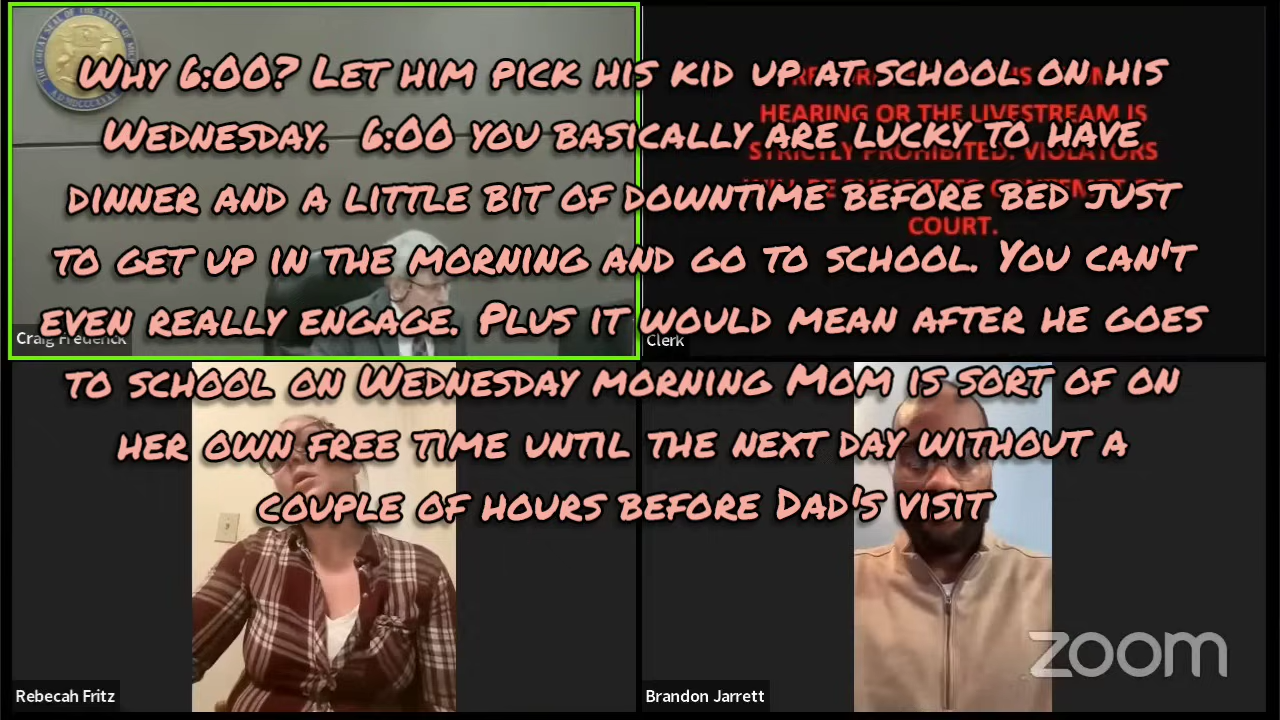 Why 6:00? Let him pick his kid up at school on his
Wednesday. 6:00 you basically are lucky to have
dinner and a little bit of downtime before bed just
to get up in the morning and go to school. You can't
even really engage. Plus it would mean after he goes
to school on Wednesday morning Mom is sort of on
her own free time until the next day without a
couple of hours before Dad's visit
HEARING OR THE LIVESTREAM IS
STRICTLY PROHIBITED. VIOLATORS
COURT.
Craig Frederick
Clerk
Rebecah Fritz
Brandon Jarrett
zoom